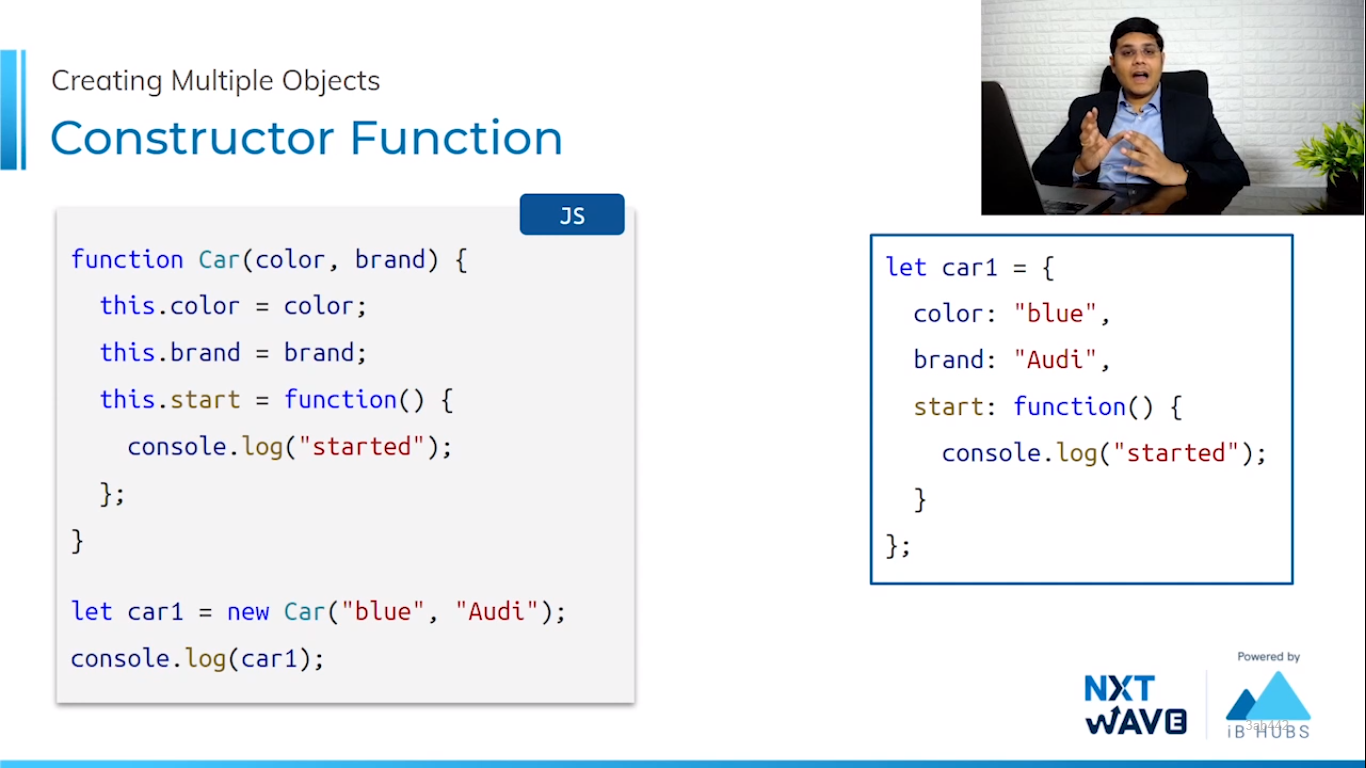 Creating Multiple Objects
Constructor Function
JS
function Car(color, brand) {
  this.color = color;
  this.brand = brand;
  this.start = function() {
    console.log("started");
  };
}
let car1 = new Car("blue", "Audi");
console.log(car1);
let car1 = {
  color: "blue",
  brand: "Audi",
  start: function() {
    console.log("started");
  }
};
Powered by
NXT
WAVE
iB HUBS
3ab442